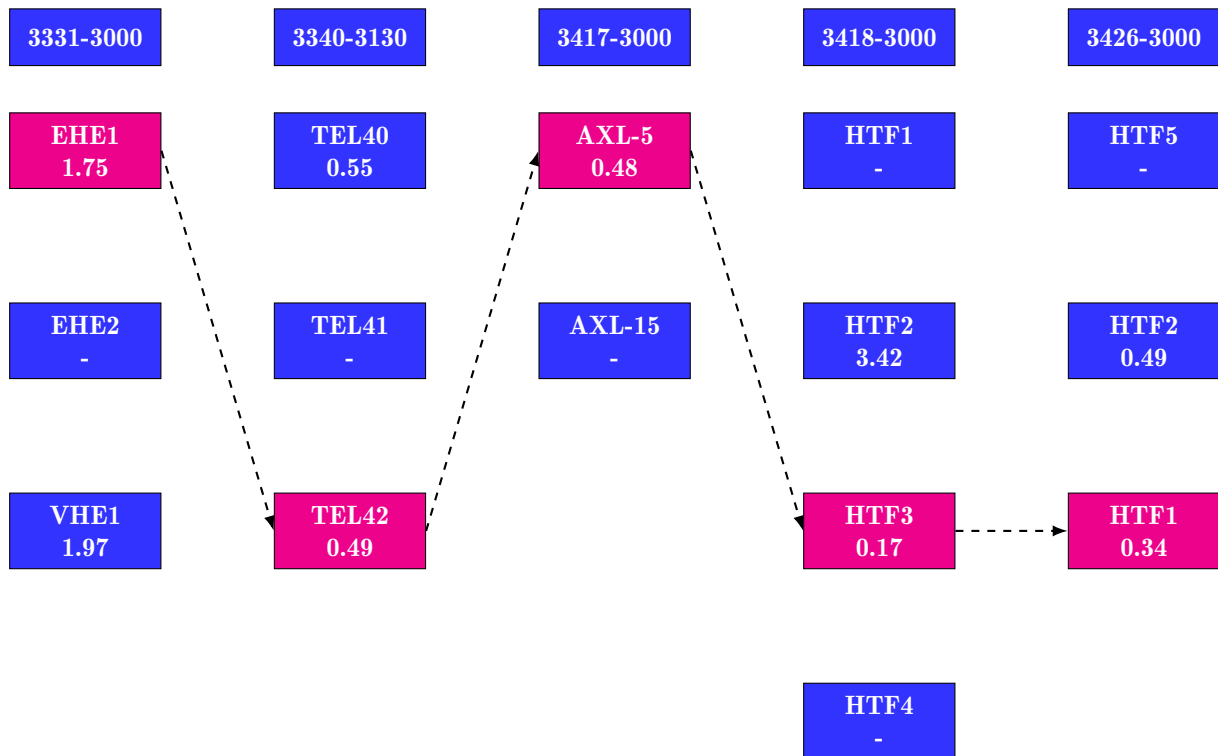 3331-3000 3340-3130 3417-3000 3418-3000 3426-3000
EHE1 TEL40 AXL-5 HTF1 HTF5
1.75 0.55 0.48 - -
EHE2 TEL41 AXL-15 HTF2 HTF2
- - - 3.42 0.49
VHE1 TEL42 HTF3 HTF1
1.97 0.49 0.17 0.34
HTF4
-